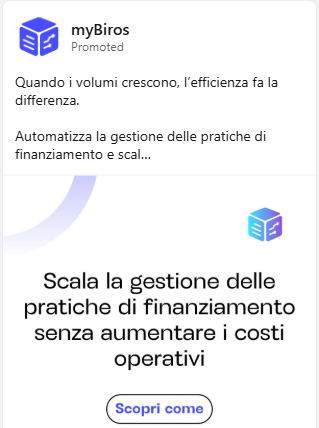 myBiros
Promoted
Quando i volumi crescono, l’efficienza fa la
differenza.
Automatizza la gestione delle pratiche di
finanziamento e scal...
Scala la gestione delle
pratiche di finanziamento
senza aumentare i costi
operativi
Scopri come